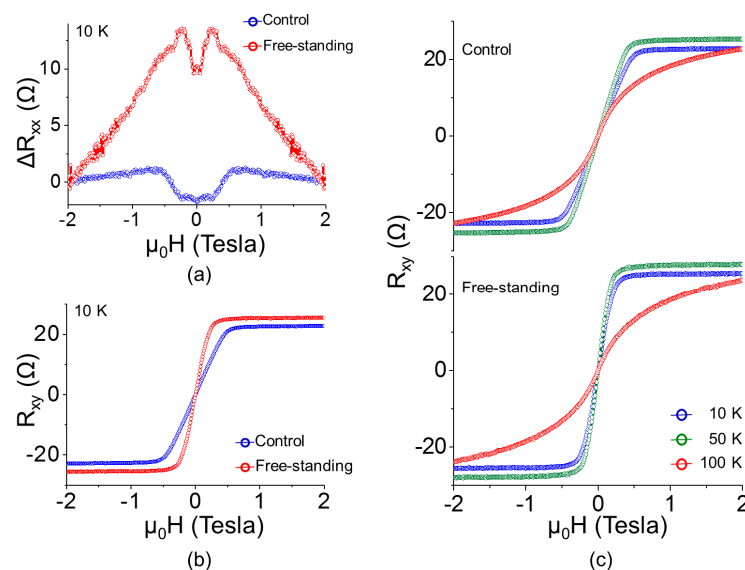 10 K
Control
Free-standing
ΔRxx (Ω)
10
5
0
-2
-1
0
1
2
μ0H (Tesla)
(a)
10 K
Rxy (Ω)
20
0
-20
Control
Free-standing
-2
-1
0
1
2
μ0H (Tesla)
(b)
Control
20
0
-20
Rxy (Ω)
Free-standing
20
0
-20
10 K
50 K
100 K
-2
-1
0
1
2
μ0H (Tesla)
(c)